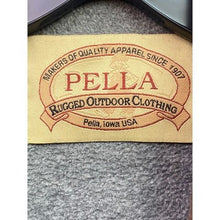 MAKERS OF QUALITY APPAREL SINCE 1907
PELLA
RUGGED OUTDOOR CLOTHING
Pella, Iowa USA